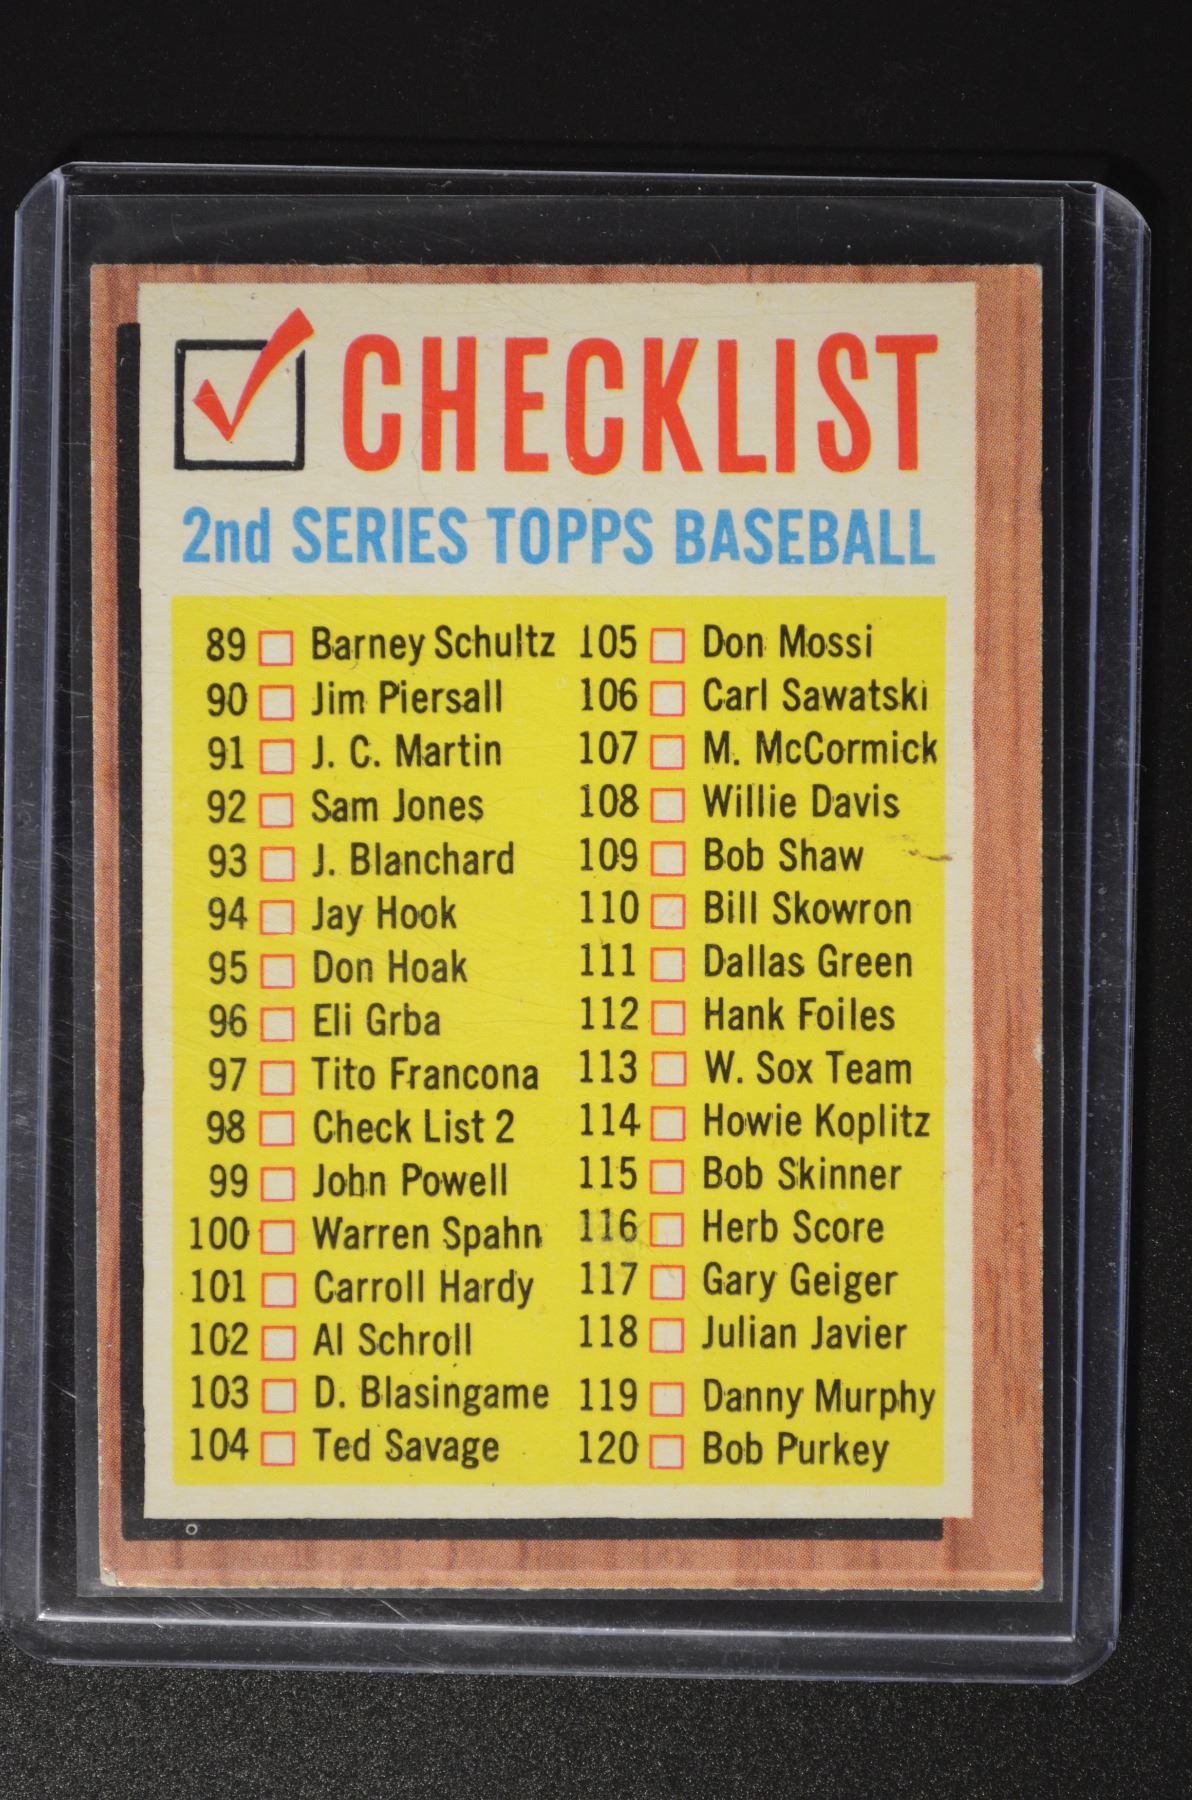 CHECKLIST
2nd SERIES TOPPS BASEBALL
89 Barney Schultz
90 Jim Piersall
91 J. C. Martin
92 Sam Jones
93 J. Blanchard
94 Jay Hook
95 Don Hoak
96 Eli Grba
97 Tito Francona
98 Check List 2
99 John Powell
100 Warren Spahn
101 Carroll Hardy
102 Al Schroll
103 D. Blasingame
104 Ted Savage
105 Don Mossi
106 Carl Sawatski
107 M. McCormick
108 Willie Davis
109 Bob Shaw
110 Bill Skowron
111 Dallas Green
112 Hank Foiles
113 W. Sox Team
114 Howie Koplitz
115 Bob Skinner
116 Herb Score
117 Gary Geiger
118 Julian Javier
119 Danny Murphy
120 Bob Purkey